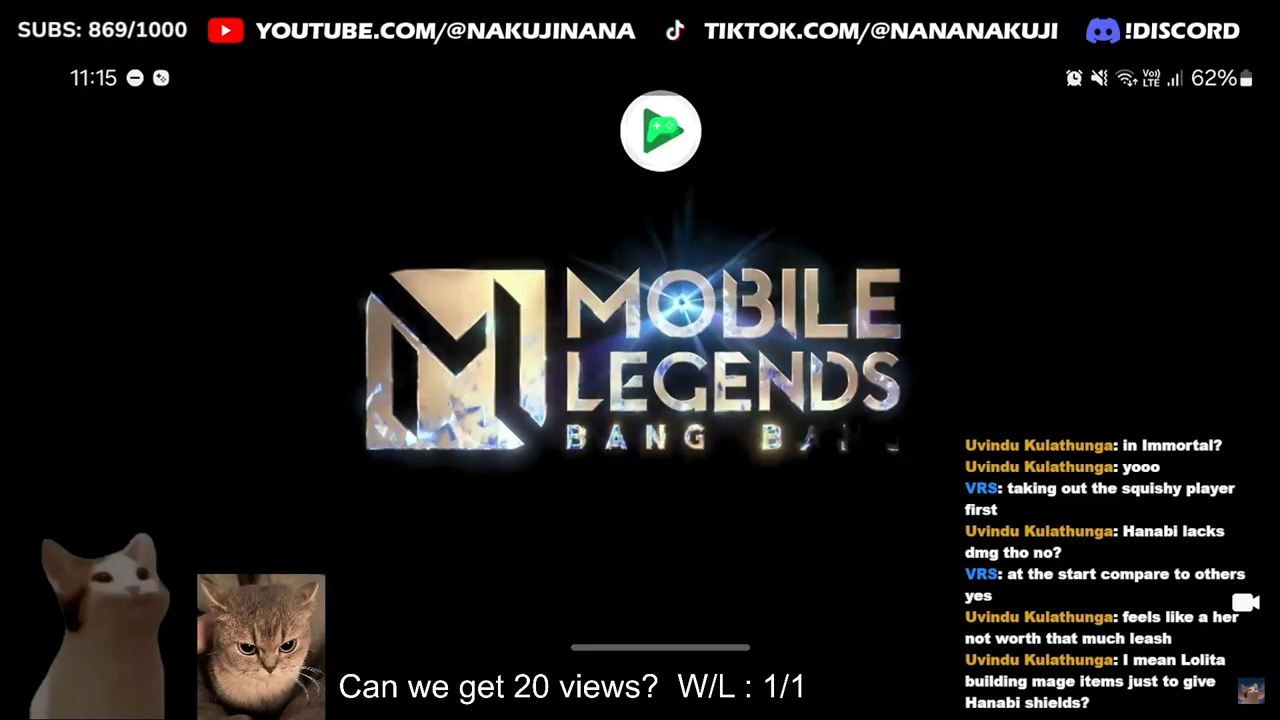 SUBS: 869/1000 YOUTUBE.COM/@NAKUJINANA TIKTOK.COM/@NANANAKUJI !DISCORD
11:15 Vo) LTE 62%
MOBILE
LEGENDS
BANG
Uvindu Kulathunga: in Immortal?
Uvindu Kulathunga: yooo
VRS: taking out the squishy player
first
Uvindu Kulathunga: Hanabi lacks
dmg tho no?
VRS: at the start compare to others
yes
Uvindu Kulathunga: feels like a her
not worth that much leash
Uvindu Kulathunga: I mean Lolita
building mage items just to give
Hanabi shields?
Can we get 20 views? W/L : 1/1